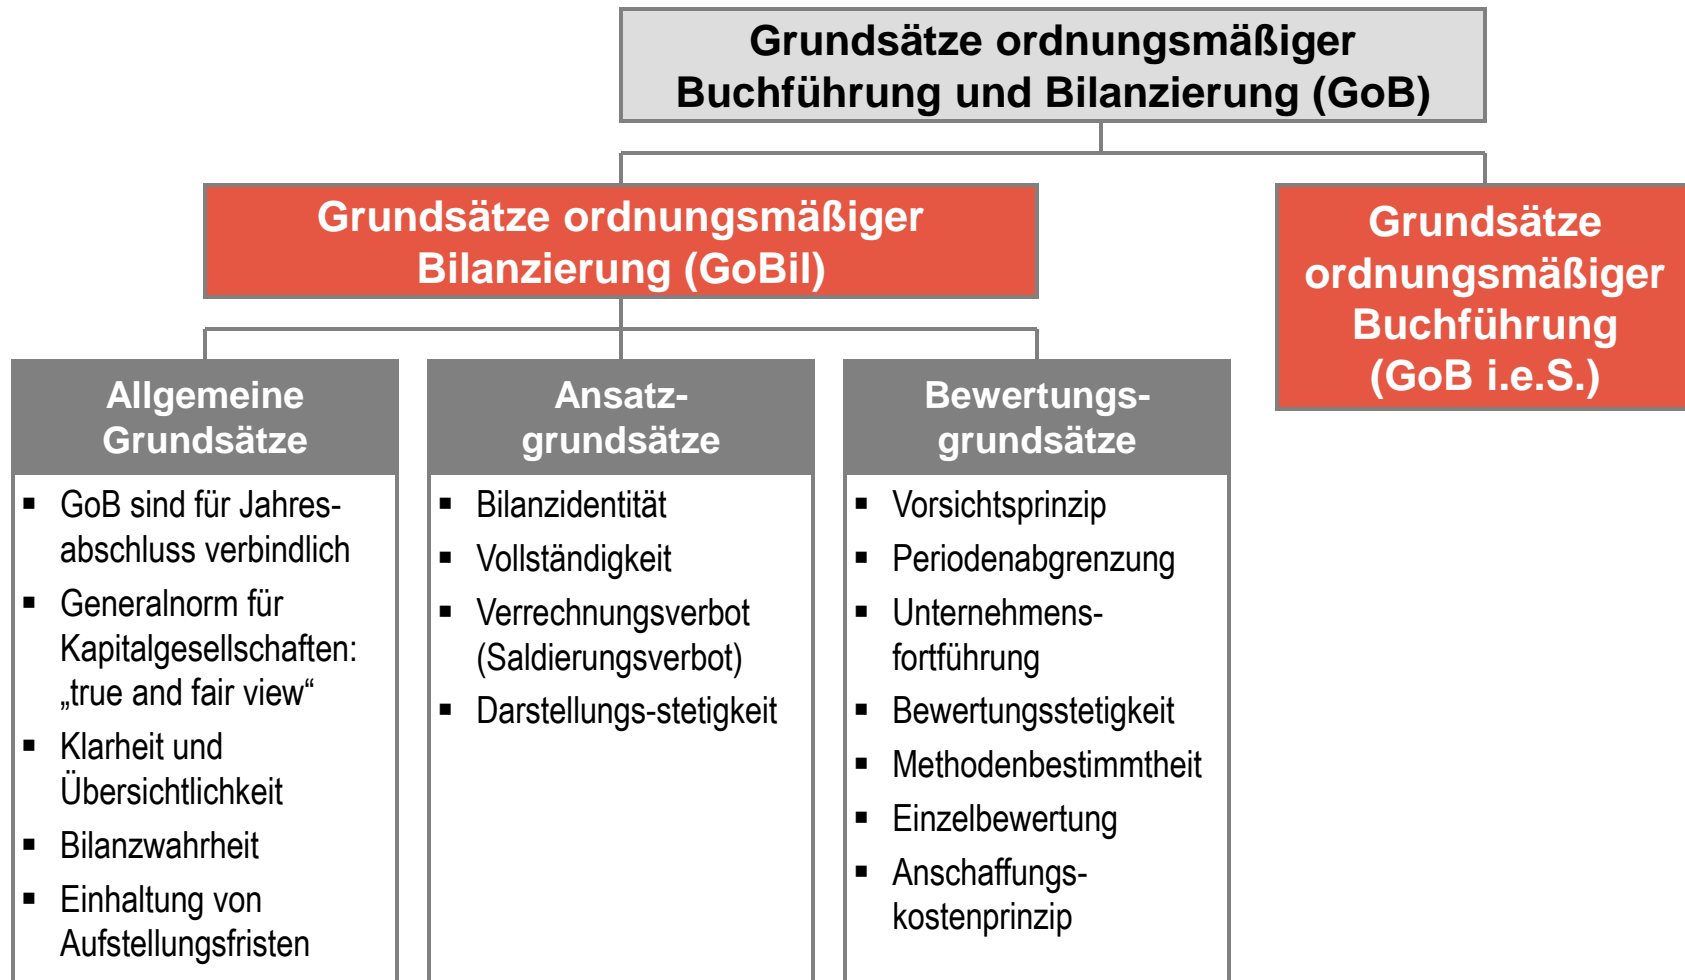 Grundsätze ordnungsmäßiger
Buchführung und Bilanzierung (GoB)
Grundsätze ordnungsmäßiger
Bilanzierung (GoBil)
Grundsätze
ordnungsmäßiger
Buchführung
(GoB i.e.S.)
Allgemeine
Grundsätze
▪ GoB sind für Jahres-
abschluss verbindlich
▪ Generalnorm für
Kapitalgesellschaften:
„true and fair view“
▪ Klarheit und
Übersichtlichkeit
▪ Bilanzwahrheit
▪ Einhaltung von
Aufstellungsfristen
Ansatz-
grundsätze
▪ Bilanzidentität
▪ Vollständigkeit
▪ Verrechnungsverbot
(Saldierungsverbot)
▪ Darstellungs-stetigkeit
Bewertungs-
grundsätze
▪ Vorsichtsprinzip
▪ Periodenabgrenzung
▪ Unternehmens-
fortführung
▪ Bewertungsstetigkeit
▪ Methodenbestimmtheit
▪ Einzelbewertung
▪ Anschaffungs-
kostenprinzip